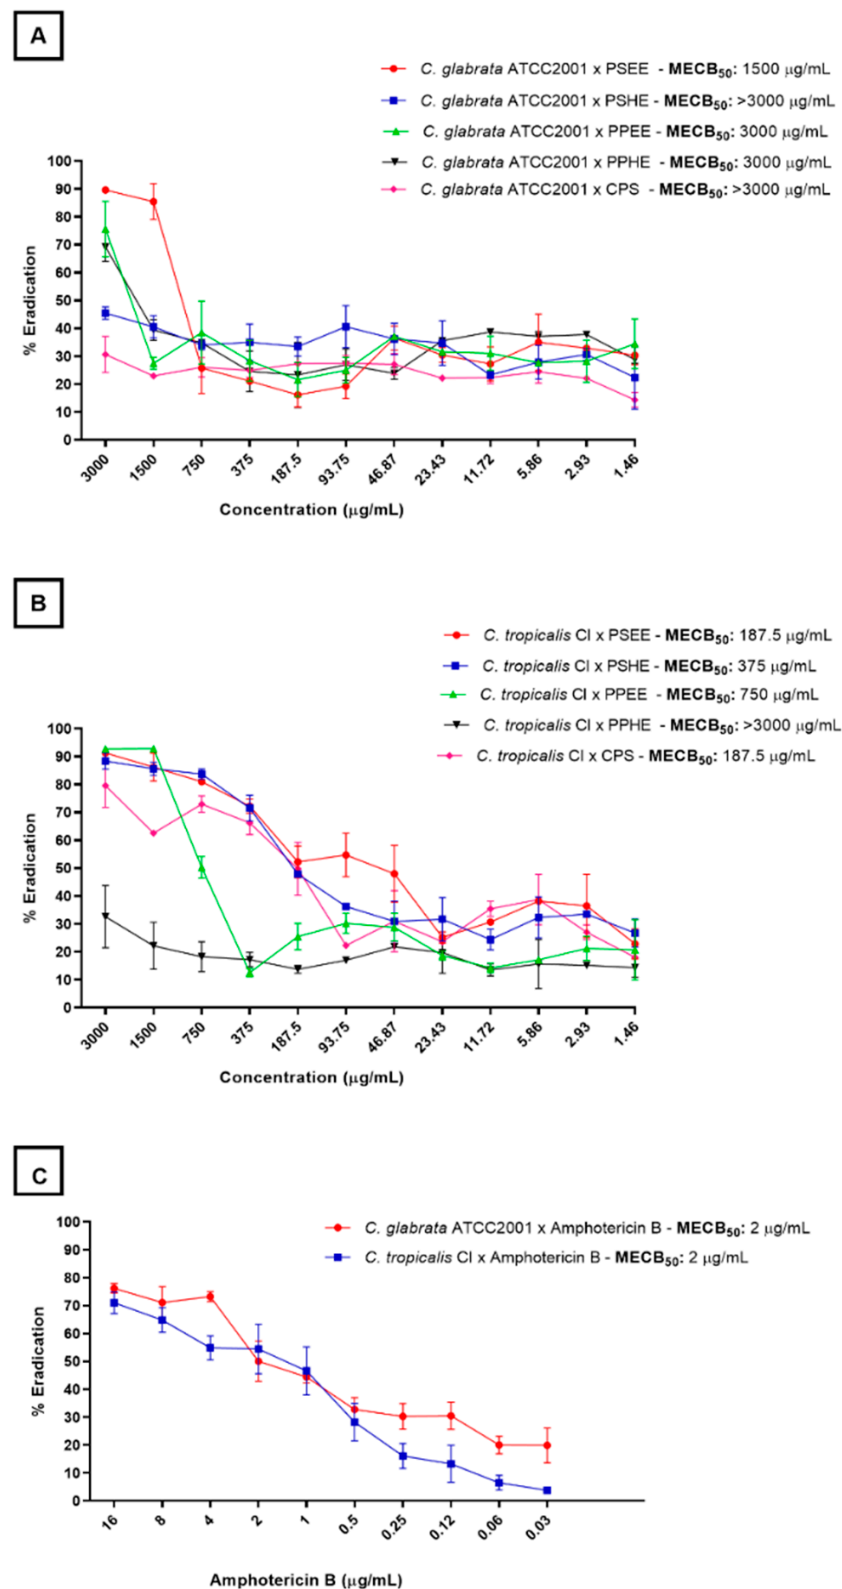 A
C. glabrata ATCC2001 x PSEE - MECB50: 1500 μg/mL
C. glabrata ATCC2001 x PSHE - MECB50: >3000 μg/mL
C. glabrata ATCC2001 x PPEE - MECB50: 3000 μg/mL
C. glabrata ATCC2001 x PPHE - MECB50: 3000 μg/mL
C. glabrata ATCC2001 x CPS - MECB50: >3000 μg/mL
% Eradication
100
90
80
70
60
50
40
30
20
10
0
3000 1500 750 375 187.5 93.75 46.87 23.43 11.72 5.86 2.93 1.46
Concentration (μg/mL)
B
C. tropicalis CI x PSEE - MECB50: 187.5 μg/mL
C. tropicalis CI x PSHE - MECB50: 375 μg/mL
C. tropicalis CI x PPEE - MECB50: 750 μg/mL
C. tropicalis CI x PPHE - MECB50: >3000 μg/mL
C. tropicalis CI x CPS - MECB50: 187.5 μg/mL
% Eradication
100
90
80
70
60
50
40
30
20
10
0
3000 1500 750 375 187.5 93.75 46.87 23.43 11.72 5.86 2.93 1.46
Concentration (μg/mL)
C
C. glabrata ATCC2001 x Amphotericin B - MECB50: 2 μg/mL
C. tropicalis CI x Amphotericin B - MECB50: 2 μg/mL
% Eradication
100
90
80
70
60
50
40
30
20
10
0
16 8 4 2 1 0.5 0.25 0.12 0.06 0.03
Amphotericin B (μg/mL)